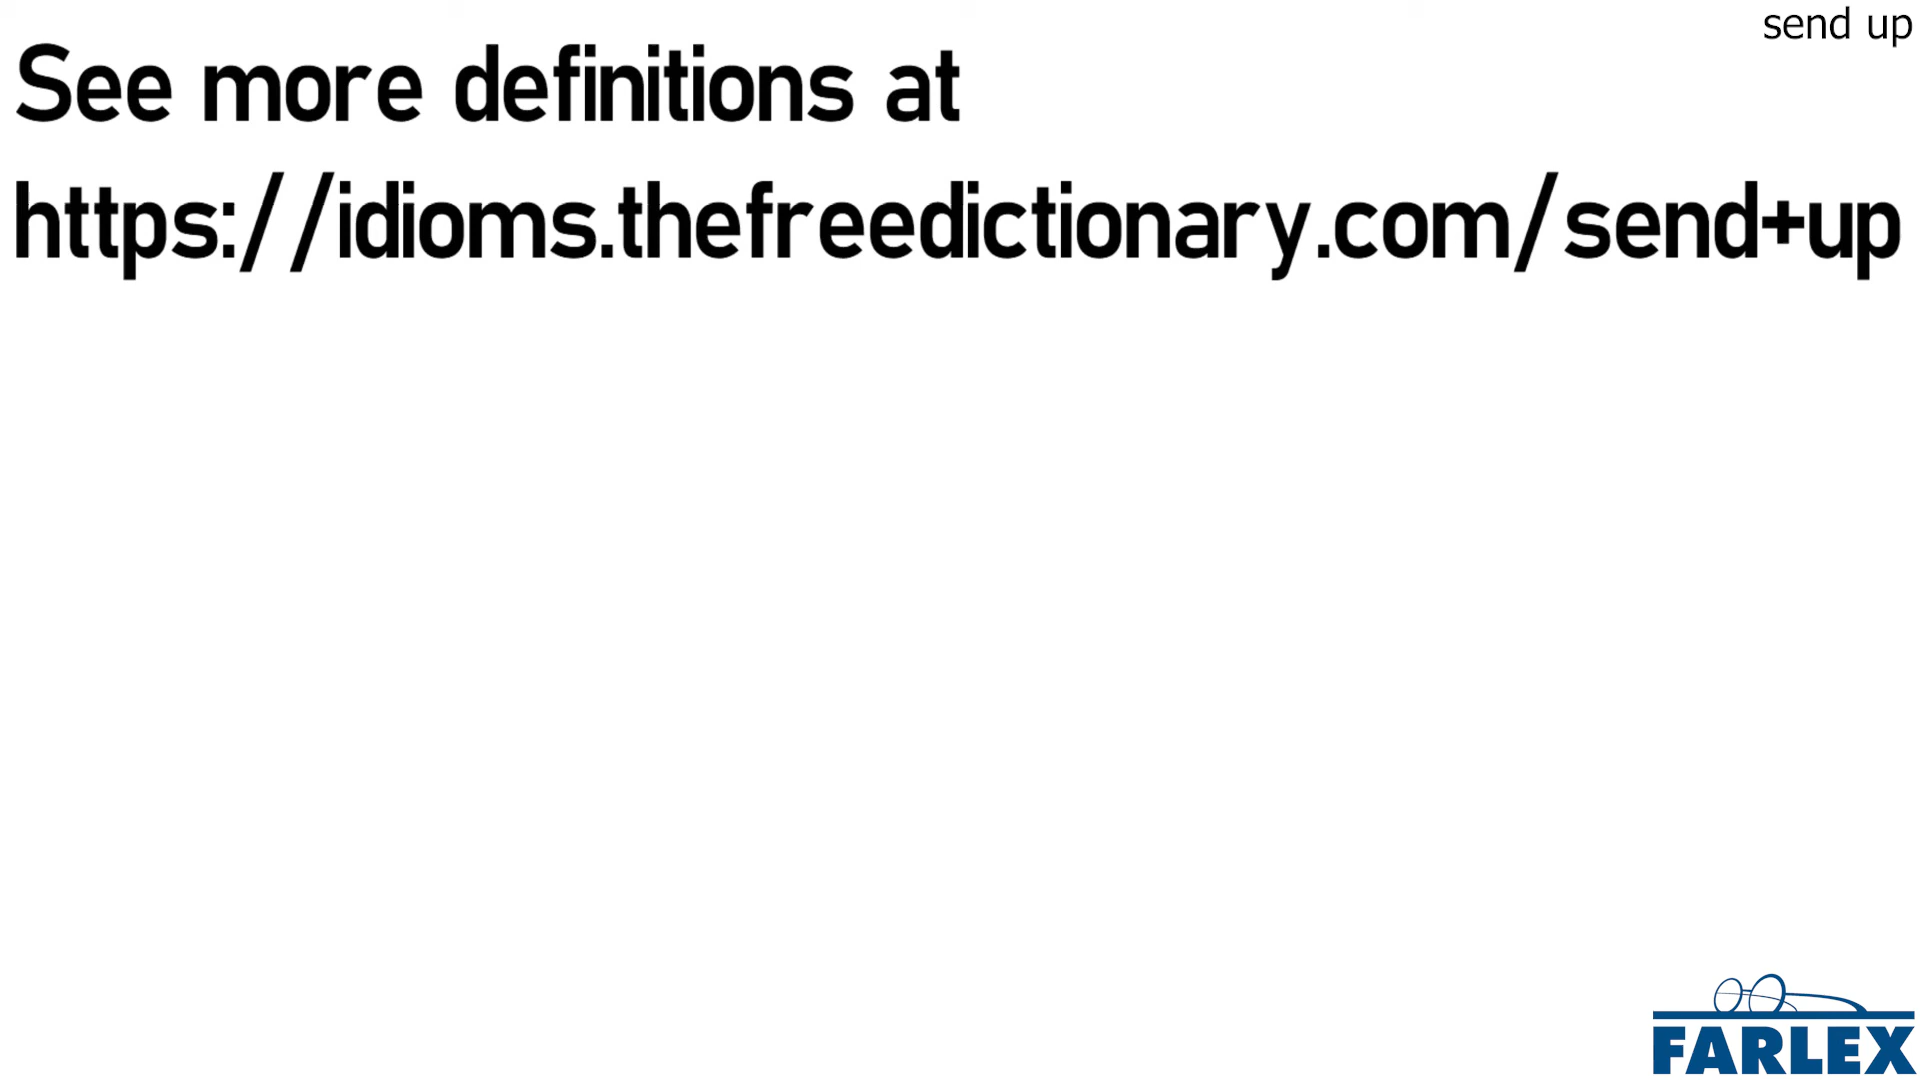 send up
See more definitions at
https://idioms.thefreedictionary.com/send+up
FARLEX